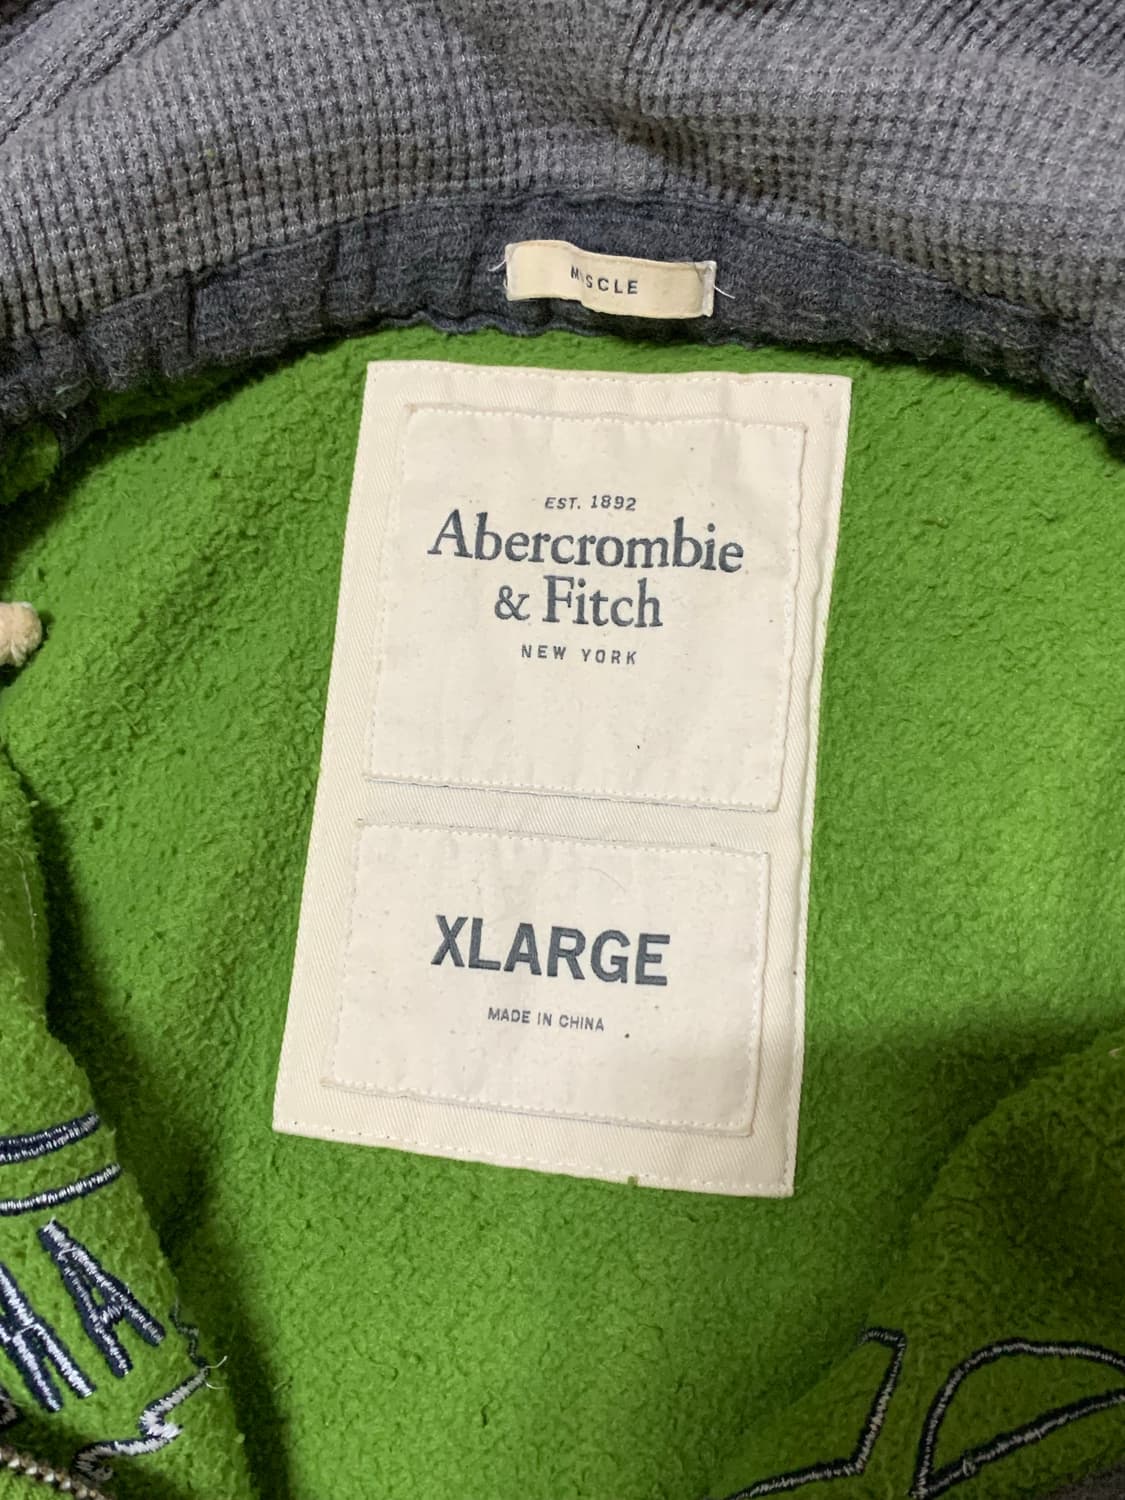 MUSCLE
EST. 1892
Abercrombie
& Fitch
NEW YORK
XLARGE
MADE IN CHINA